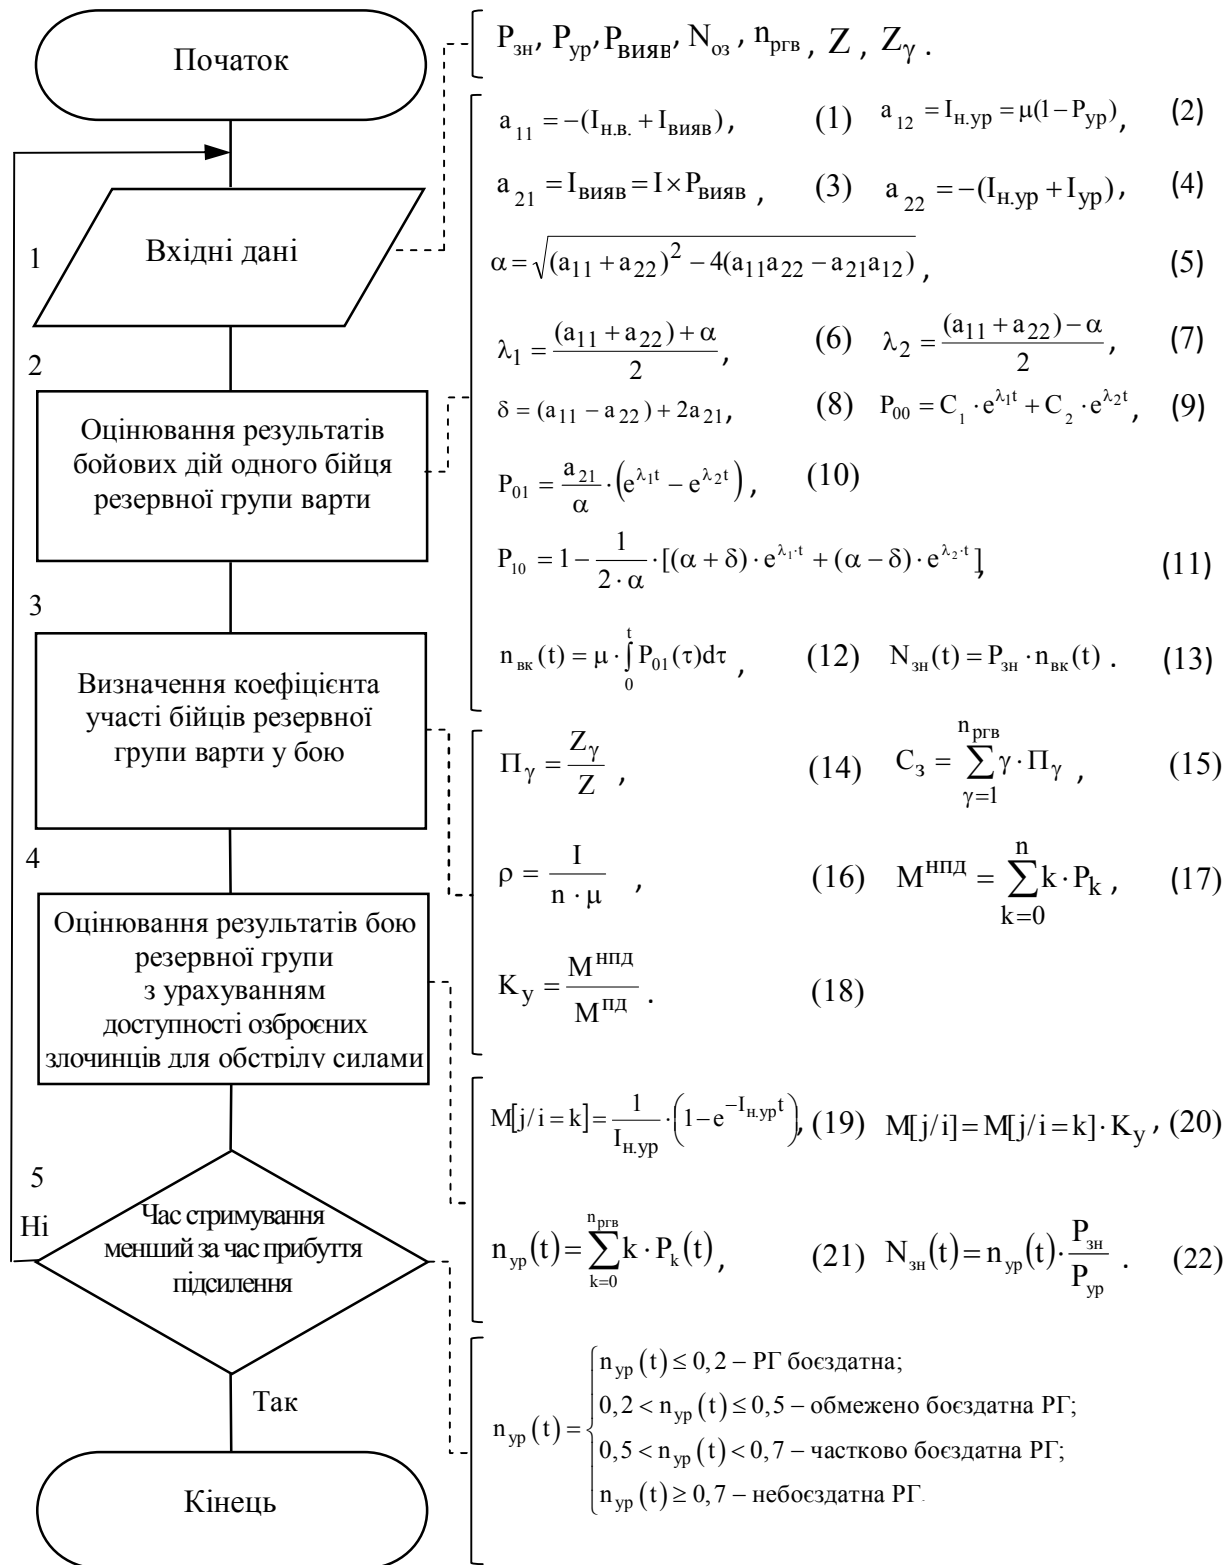 Початок
P_зн, P_ур, P_вияв, N_оз, n_ргв, Z, Z_γ.
a_11 = −(I_н.в. + I_вияв), (1) a_12 = I_н.ур = μ(1 − P_ур), (2)
a_21 = I_вияв = I × P_вияв, (3) a_22 = −(I_н.ур + I_ур), (4)
1
Вхідні дані
α = √((a_11 + a_22)^2 − 4(a_11a_22 − a_21a_12)), (5)
λ_1 = ((a_11 + a_22) + α)/2, (6) λ_2 = ((a_11 + a_22) − α)/2, (7)
2
Оцінювання результатів
бойових дій одного бійця
резервної групи варти
δ = (a_11 − a_22) + 2a_21, (8) P_00 = C_1 · e^(λ_1t) + C_2 · e^(λ_2t), (9)
P_01 = a_21/α · (e^(λ_1t) − e^(λ_2t)), (10)
P_10 = 1 − 1/(2 · α) · [(α + δ) · e^(λ_1·t) + (α − δ) · e^(λ_2·t)], (11)
n_вк(t) = μ · ∫_0^t P_01(τ)dτ, (12) N_зн(t) = P_зн · n_вк(t). (13)
3
Визначення коефіцієнта
участі бійців резервної
групи варти у бою
П_γ = Z_γ/Z, (14) C_з = ∑_(γ=1)^(n_ргв) γ · П_γ, (15)
ρ = I/(n · μ), (16) M^нпд = ∑_(k=0)^n k · P_k, (17)
K_у = M^нпд/M^пд. (18)
4
Оцінювання результатів бою
резервної групи
з урахуванням
доступності озброєних
злочинців для обстрілу силами
M[j/i = k] = 1/I_н.ур · (1 − e^(−I_н.ур t)), (19) M[j/i] = M[j/i = k] · K_у, (20)
n_ур(t) = ∑_(k=0)^(n_ргв) k · P_k(t), (21) N_зн(t) = n_ур(t) · P_зн/P_ур. (22)
5
Ні
Час стримування
менший за час прибуття
підсилення
Так
n_ур(t) = {
n_ур(t) ≤ 0,2 – РГ боєздатна;
0,2 < n_ур(t) ≤ 0,5 – обмежено боєздатна РГ;
0,5 < n_ур(t) < 0,7 – частково боєздатна РГ;
n_ур(t) ≥ 0,7 – небоєздатна РГ.
Кінець